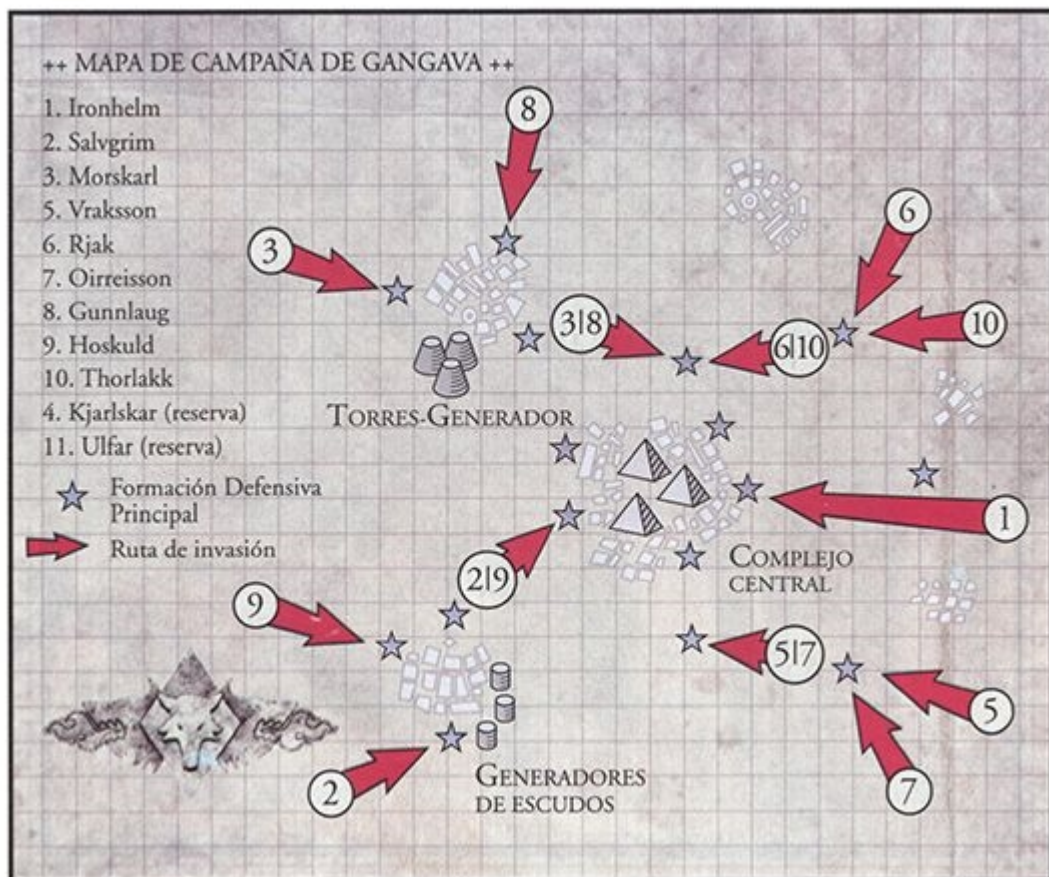 ++ MAPA DE CAMPAÑA DE GANGAVA ++
1. Ironhelm
2. Salvgrim
3. Morskarl
5. Vraksson
6. Rjak
7. Oirreisson
8. Gunnlaug
9. Hoskuld
10. Thorlakk
4. Kjarlskar (reserva)
11. Ulfar (reserva)
Formación Defensiva
Principal
Ruta de invasión
8
6
3
3|8
6|10
10
TORRES-GENERADOR
1
COMPLEJO
CENTRAL
2|9
9
5|7
5
2
GENERADORES
DE ESCUDOS
7